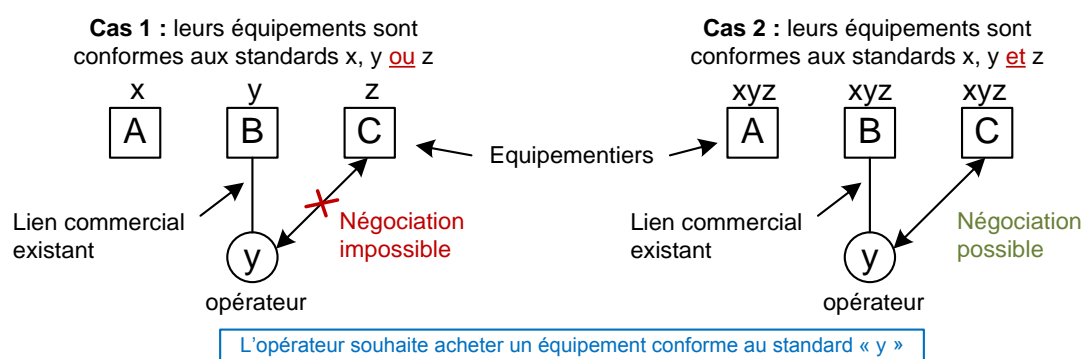 Cas 1 : leurs équipements sont
conformes aux standards x, y ou z
x y z
A B C
Lien commercial
existant
Négociation
impossible
y
opérateur
Equipementiers
Cas 2 : leurs équipements sont
conformes aux standards x, y et z
xyz xyz xyz
A B C
Lien commercial
existant
Négociation
possible
y
opérateur
L'opérateur souhaite acheter un équipement conforme au standard « y »